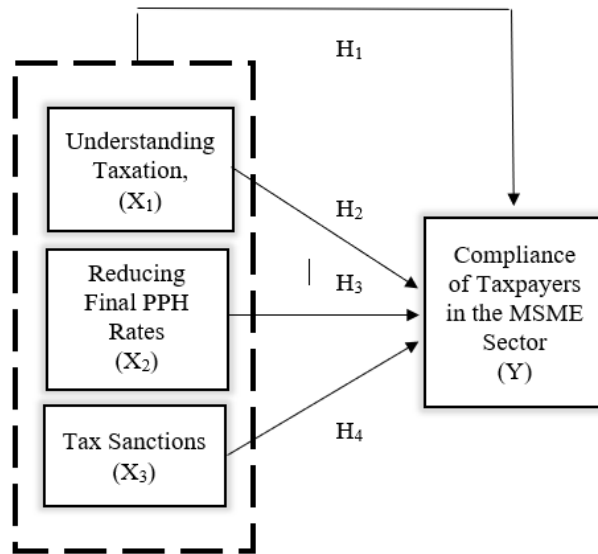 H₁
Understanding
Taxation,
(X₁)
H₂
Reducing
Final PPH
Rates
(X₂)
H₃
Tax Sanctions
(X₃)
H₄
Compliance
of Taxpayers
in the MSME
Sector
(Y)